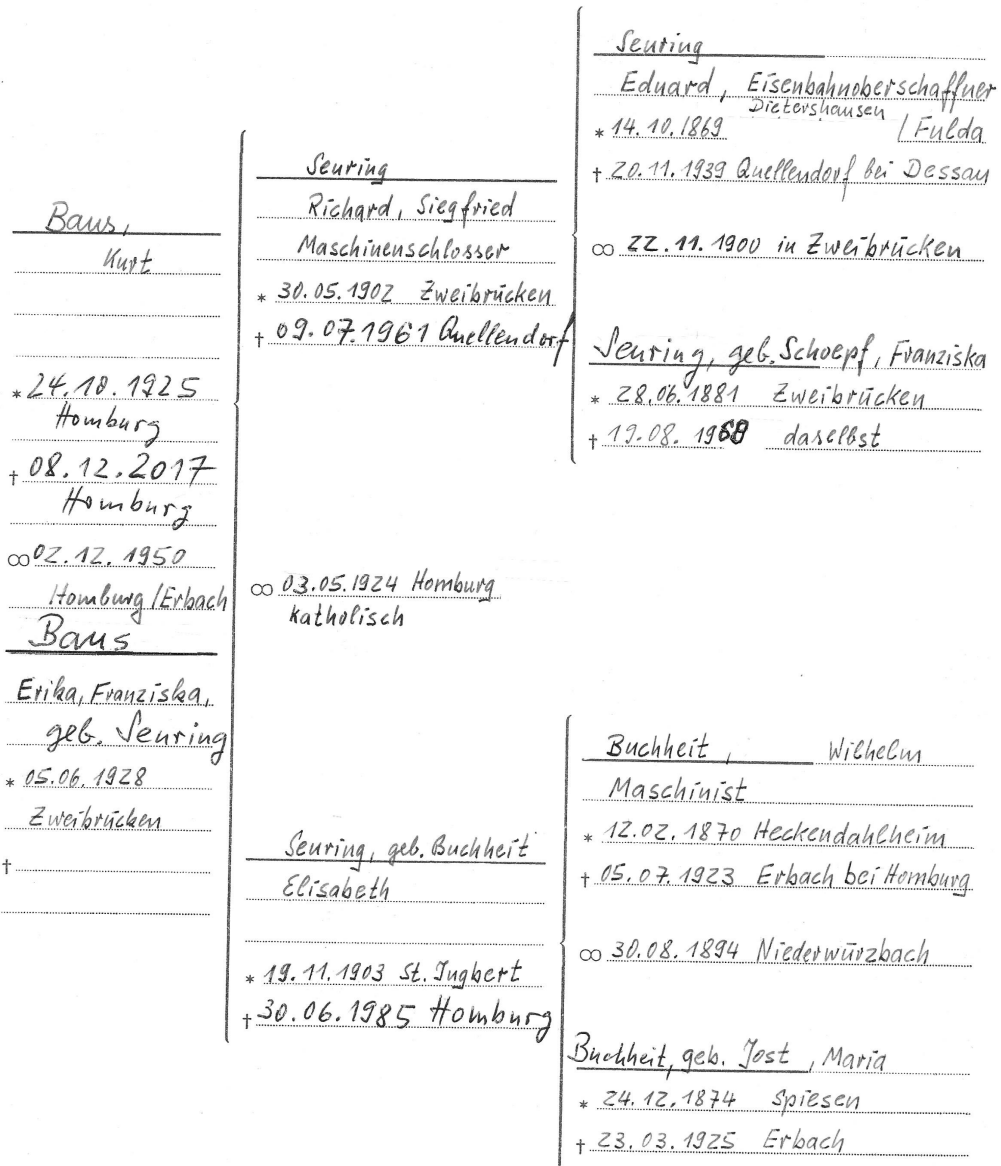 Baus,
Kurt
* 24.10.1925
Homburg
† 08.12.2017
Homburg
∞ 02.12.1950
Homburg/Erbach
Baus
Erika, Franziska,
geb. Seuring
* 05.06.1928
Zweibrücken
†
Seuring
Richard, Siegfried
Maschinenschlosser
* 30.05.1902 Zweibrücken
† 09.07.1961 Quellendorf
∞ 03.05.1924 Homburg
katholisch
Seuring, geb. Buchheit
Elisabeth
* 19.11.1903 St. Ingbert
† 30.06.1985 Homburg
Seuring
Eduard, Eisenbahnoberschaffner
Dietershausen
* 14.10.1869 /Fulda
† 20.11.1939 Quellendorf bei Dessau
∞ 22.11.1900 in Zweibrücken
Seuring, geb. Schoepf, Franziska
* 28.06.1881 Zweibrücken
† 19.08. daselbst
Buchheit, Wilhelm
Maschinist
* 12.02.1870 Heckendahlheim
† 05.07.1923 Erbach bei Homburg
∞ 30.08.1894 Niederwürzbach
Buchheit, geb. Jost, Maria
* 24.12.1874 Spiesen
† 23.03.1925 Erbach